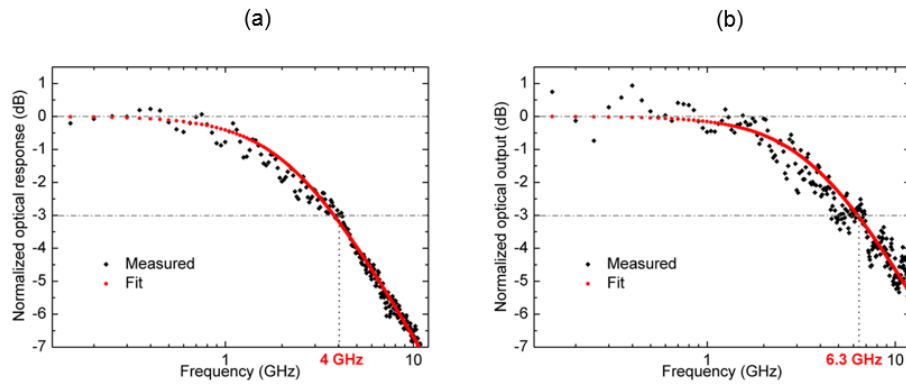 (a)
(b)
Normalized optical response (dB)
1
0
-1
-2
-3
-4
-5
-6
-7
Measured
Fit
1
10
4 GHz
Frequency (GHz)
Normalized optical output (dB)
1
0
-1
-2
-3
-4
-5
-6
-7
Measured
Fit
1
10
6.3 GHz
Frequency (GHz)